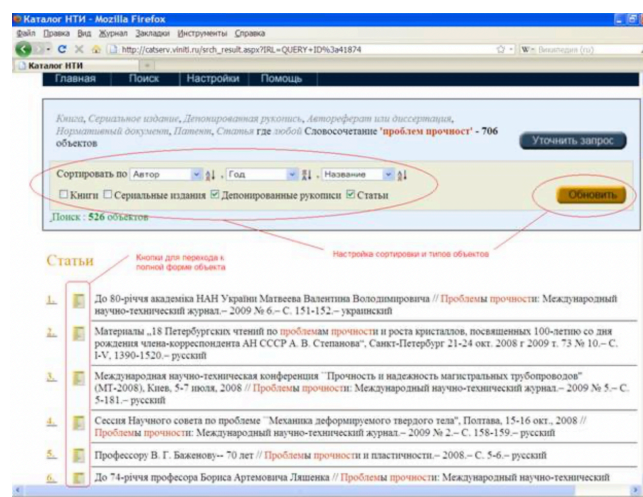 Каталог НТИ - Mozilla Firefox
Файл Правка Вид Журнал Закладки Инструменты Справка
http://catserv.viniti.ru/srch_result.aspx?IRL=QUERY+ID%3a41874
Википедия (ru)
Каталог НТИ
Главная Поиск Настройки Помощь
Книга, Сериальное издание, Депонированная рукопись, Автореферат или диссертация,
Нормативный документ, Патент, Статья где любой Словосочетание 'проблем прочност' - 706
объектов
Уточнить запрос
Сортировать по Автор , Год , Название
Книги Сериальные издания Депонированные рукописи Статьи
Обновить
Поиск : 526 объектов
Статьи
Кнопки для перехода к
полной форме объекта
Настройка сортировки и типов объектов
1. До 80-річчя академіка НАН України Матвеева Валентина Володимировича // Проблемы прочности: Международный
научно-технический журнал.– 2009 № 6.– С. 151-152.– украинский
2. Материалы „18 Петербургских чтений по проблемам прочности и роста кристаллов, посвященных 100-летию со дня
рождения члена-корреспондента АН СССР А. В. Степанова“, Санкт-Петербург 21-24 окт. 2008 г 2009 т. 73 № 10.– С.
I-V, 1390-1520.– русский
3. Международная научно-техническая конференция ``Прочность и надежность магистральных трубопроводов"
(МТ-2008), Киев, 5-7 июля, 2008 // Проблемы прочности: Международный научно-технический журнал.– 2009 № 5.– С.
5-181.– русский
4. Сессия Научного совета по проблеме ``Механика деформируемого твердого тела", Полтава, 15-16 окт., 2008 //
Проблемы прочности: Международный научно-технический журнал.– 2009 № 2.– С. 158-159.– русский
5. Профессору В. Г. Баженову-- 70 лет // Проблемы прочности и пластичности.– 2008.– С. 5-6.– русский
6. До 74-річчя професора Бориса Артемовича Ляшенка // Проблемы прочности: Международный научно-технический